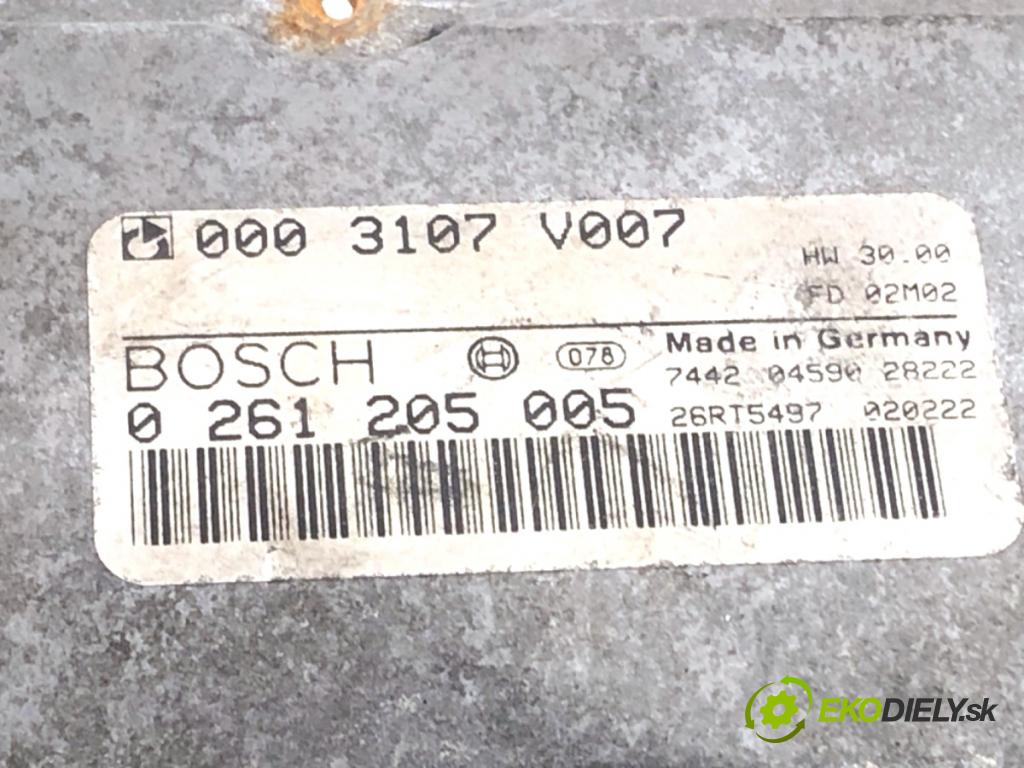 000 3107 V007
HW 30.00
FD 02M02
BOSCH
078
Made in Germany
7442 04590 28222
0 261 205 005
26RT5497 020222
EKODIELY.sk